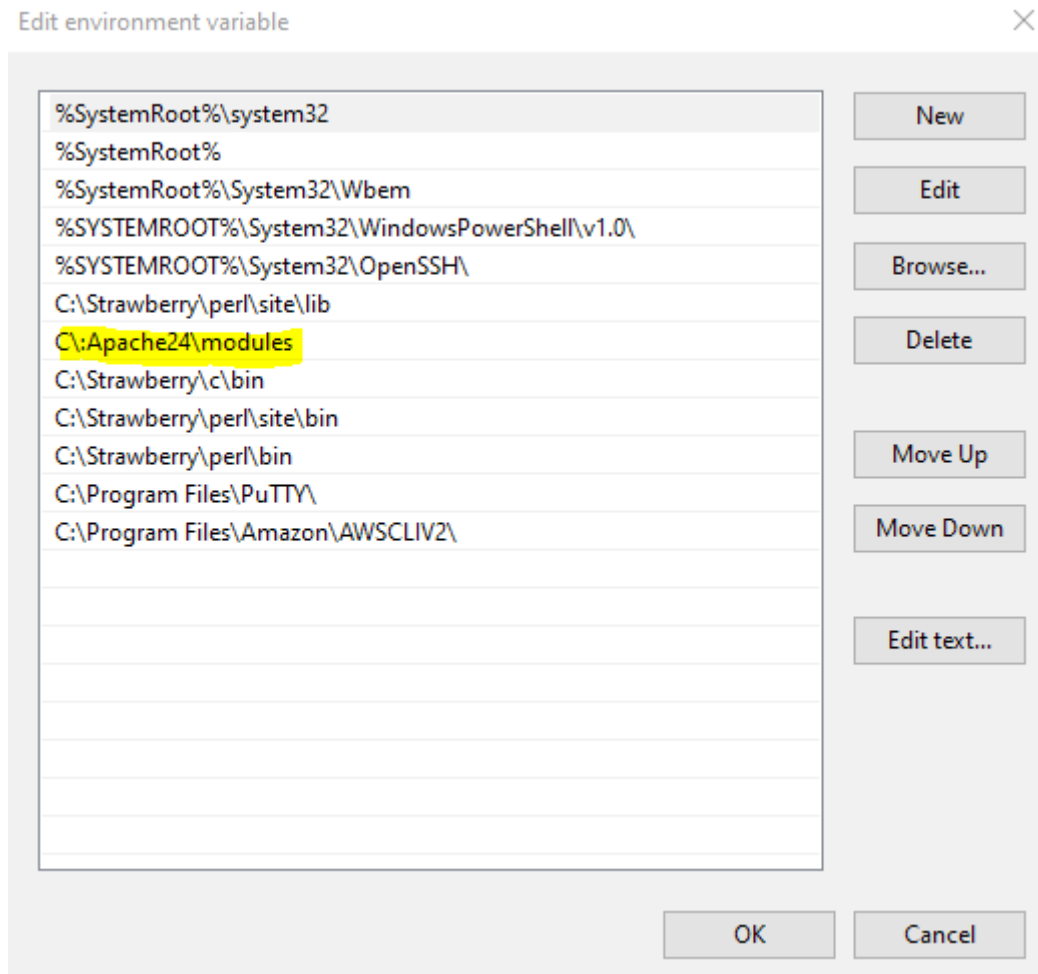 Edit environment variable
%SystemRoot%\system32
%SystemRoot%
%SystemRoot%\System32\Wbem
%SYSTEMROOT%\System32\WindowsPowerShell\v1.0\
%SYSTEMROOT%\System32\OpenSSH\
C:\Strawberry\perl\site\lib
C\:Apache24\modules
C:\Strawberry\c\bin
C:\Strawberry\perl\site\bin
C:\Strawberry\perl\bin
C:\Program Files\PuTTY\
C:\Program Files\Amazon\AWSCLIV2\
New
Edit
Browse...
Delete
Move Up
Move Down
Edit text...
OK
Cancel